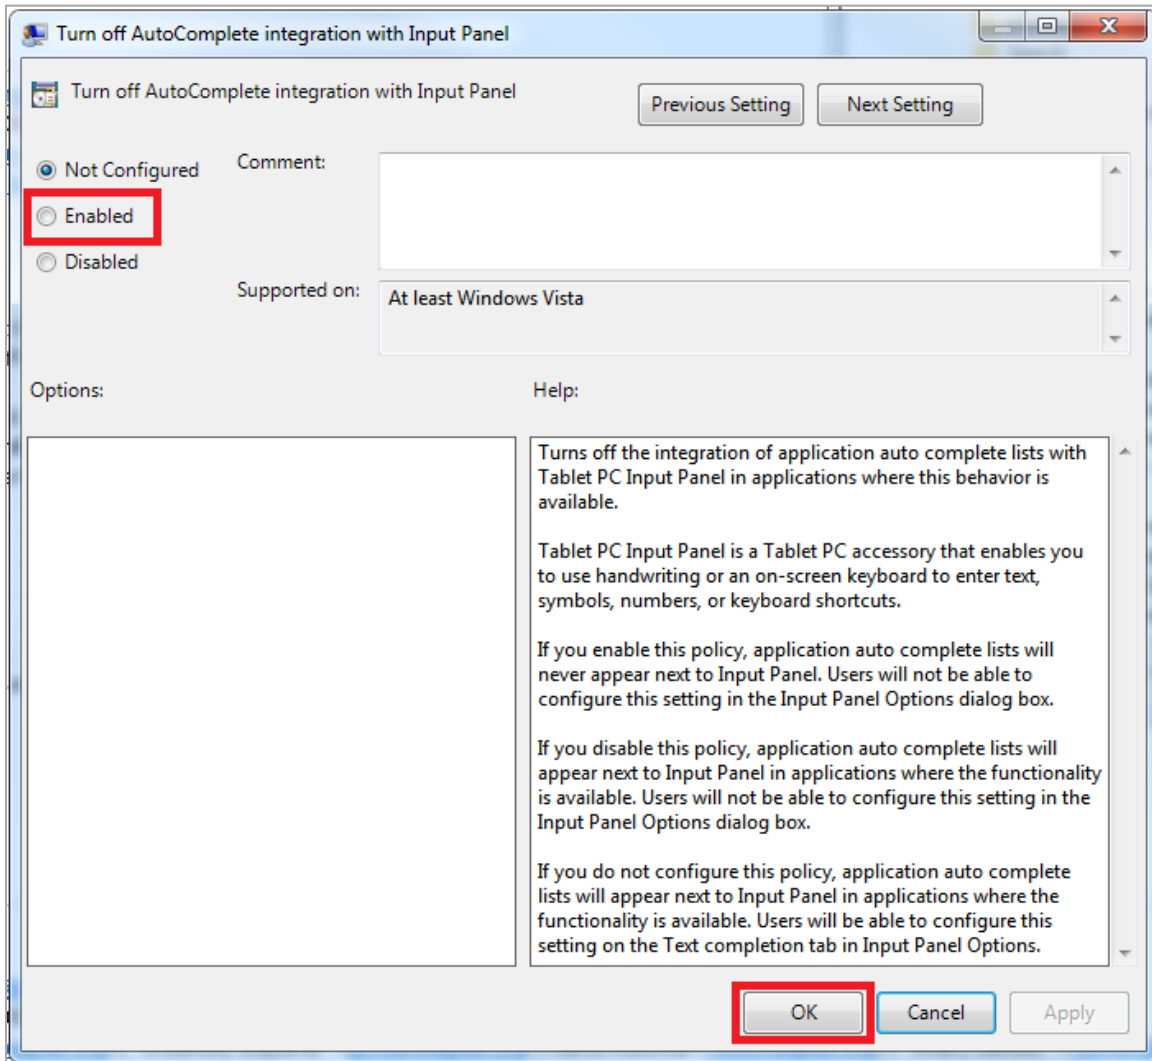 Turn off AutoComplete integration with Input Panel
Turn off AutoComplete integration with Input Panel
Previous Setting
Next Setting
Not Configured
Comment:
Enabled
Disabled
Supported on:
At least Windows Vista
Options:
Help:
Turns off the integration of application auto complete lists with
Tablet PC Input Panel in applications where this behavior is
available.
Tablet PC Input Panel is a Tablet PC accessory that enables you
to use handwriting or an on-screen keyboard to enter text,
symbols, numbers, or keyboard shortcuts.
If you enable this policy, application auto complete lists will
never appear next to Input Panel. Users will not be able to
configure this setting in the Input Panel Options dialog box.
If you disable this policy, application auto complete lists will
appear next to Input Panel in applications where the functionality
is available. Users will not be able to configure this setting in the
Input Panel Options dialog box.
If you do not configure this policy, application auto complete
lists will appear next to Input Panel in applications where the
functionality is available. Users will be able to configure this
setting on the Text completion tab in Input Panel Options.
OK
Cancel
Apply